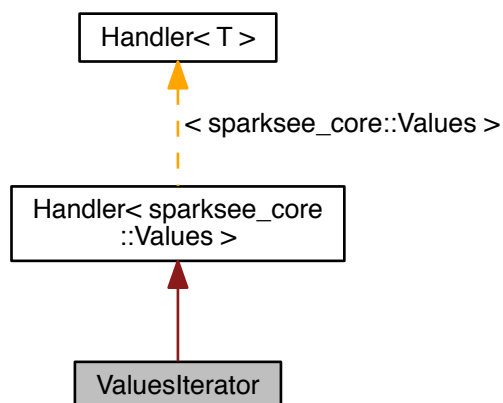 Handler< T >
< sparksee_core::Values >
Handler< sparksee_core
::Values >
ValuesIterator